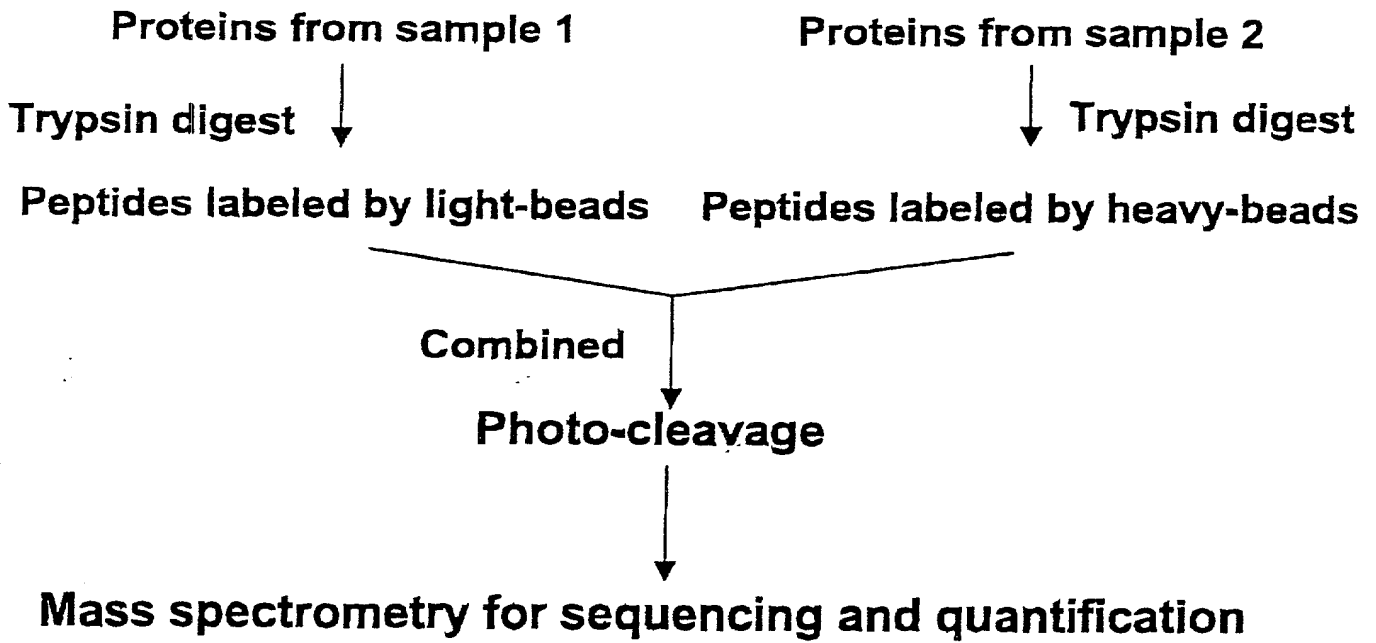 Proteins from sample 1
Proteins from sample 2
Trypsin digest
Trypsin digest
Peptides labeled by light-beads
Peptides labeled by heavy-beads
Combined
Photo-cleavage
Mass spectrometry for sequencing and quantification